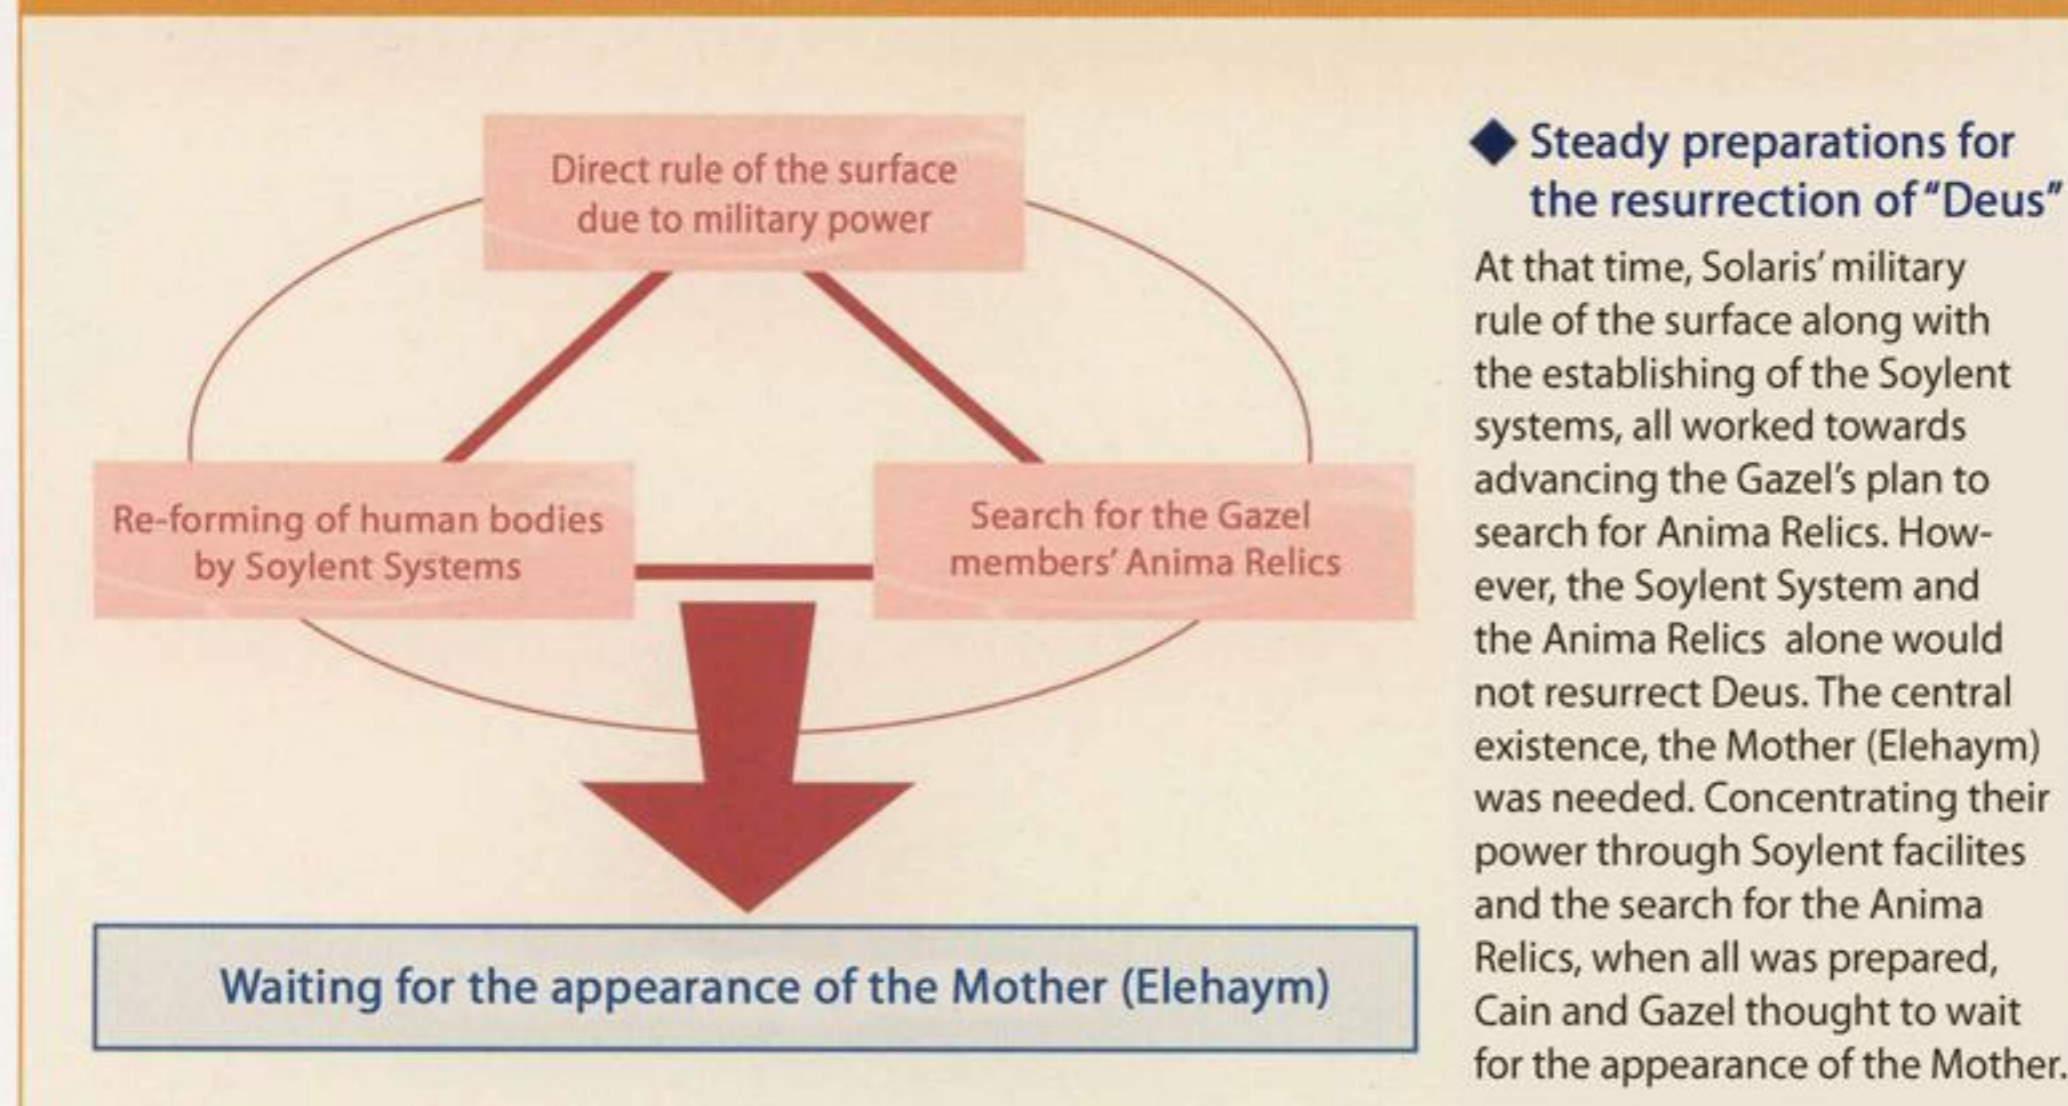 Direct rule of the surface
due to military power
Re-forming of human bodies
by Soylent Systems
Search for the Gazel
members' Anima Relics
Waiting for the appearance of the Mother (Elehaym)
◆ Steady preparations for
the resurrection of "Deus"
At that time, Solaris' military
rule of the surface along with
the establishing of the Soylent
systems, all worked towards
advancing the Gazel's plan to
search for Anima Relics. How-
ever, the Soylent System and
the Anima Relics alone would
not resurrect Deus. The central
existence, the Mother (Elehaym)
was needed. Concentrating their
power through Soylent facilites
and the search for the Anima
Relics, when all was prepared,
Cain and Gazel thought to wait
for the appearance of the Mother.